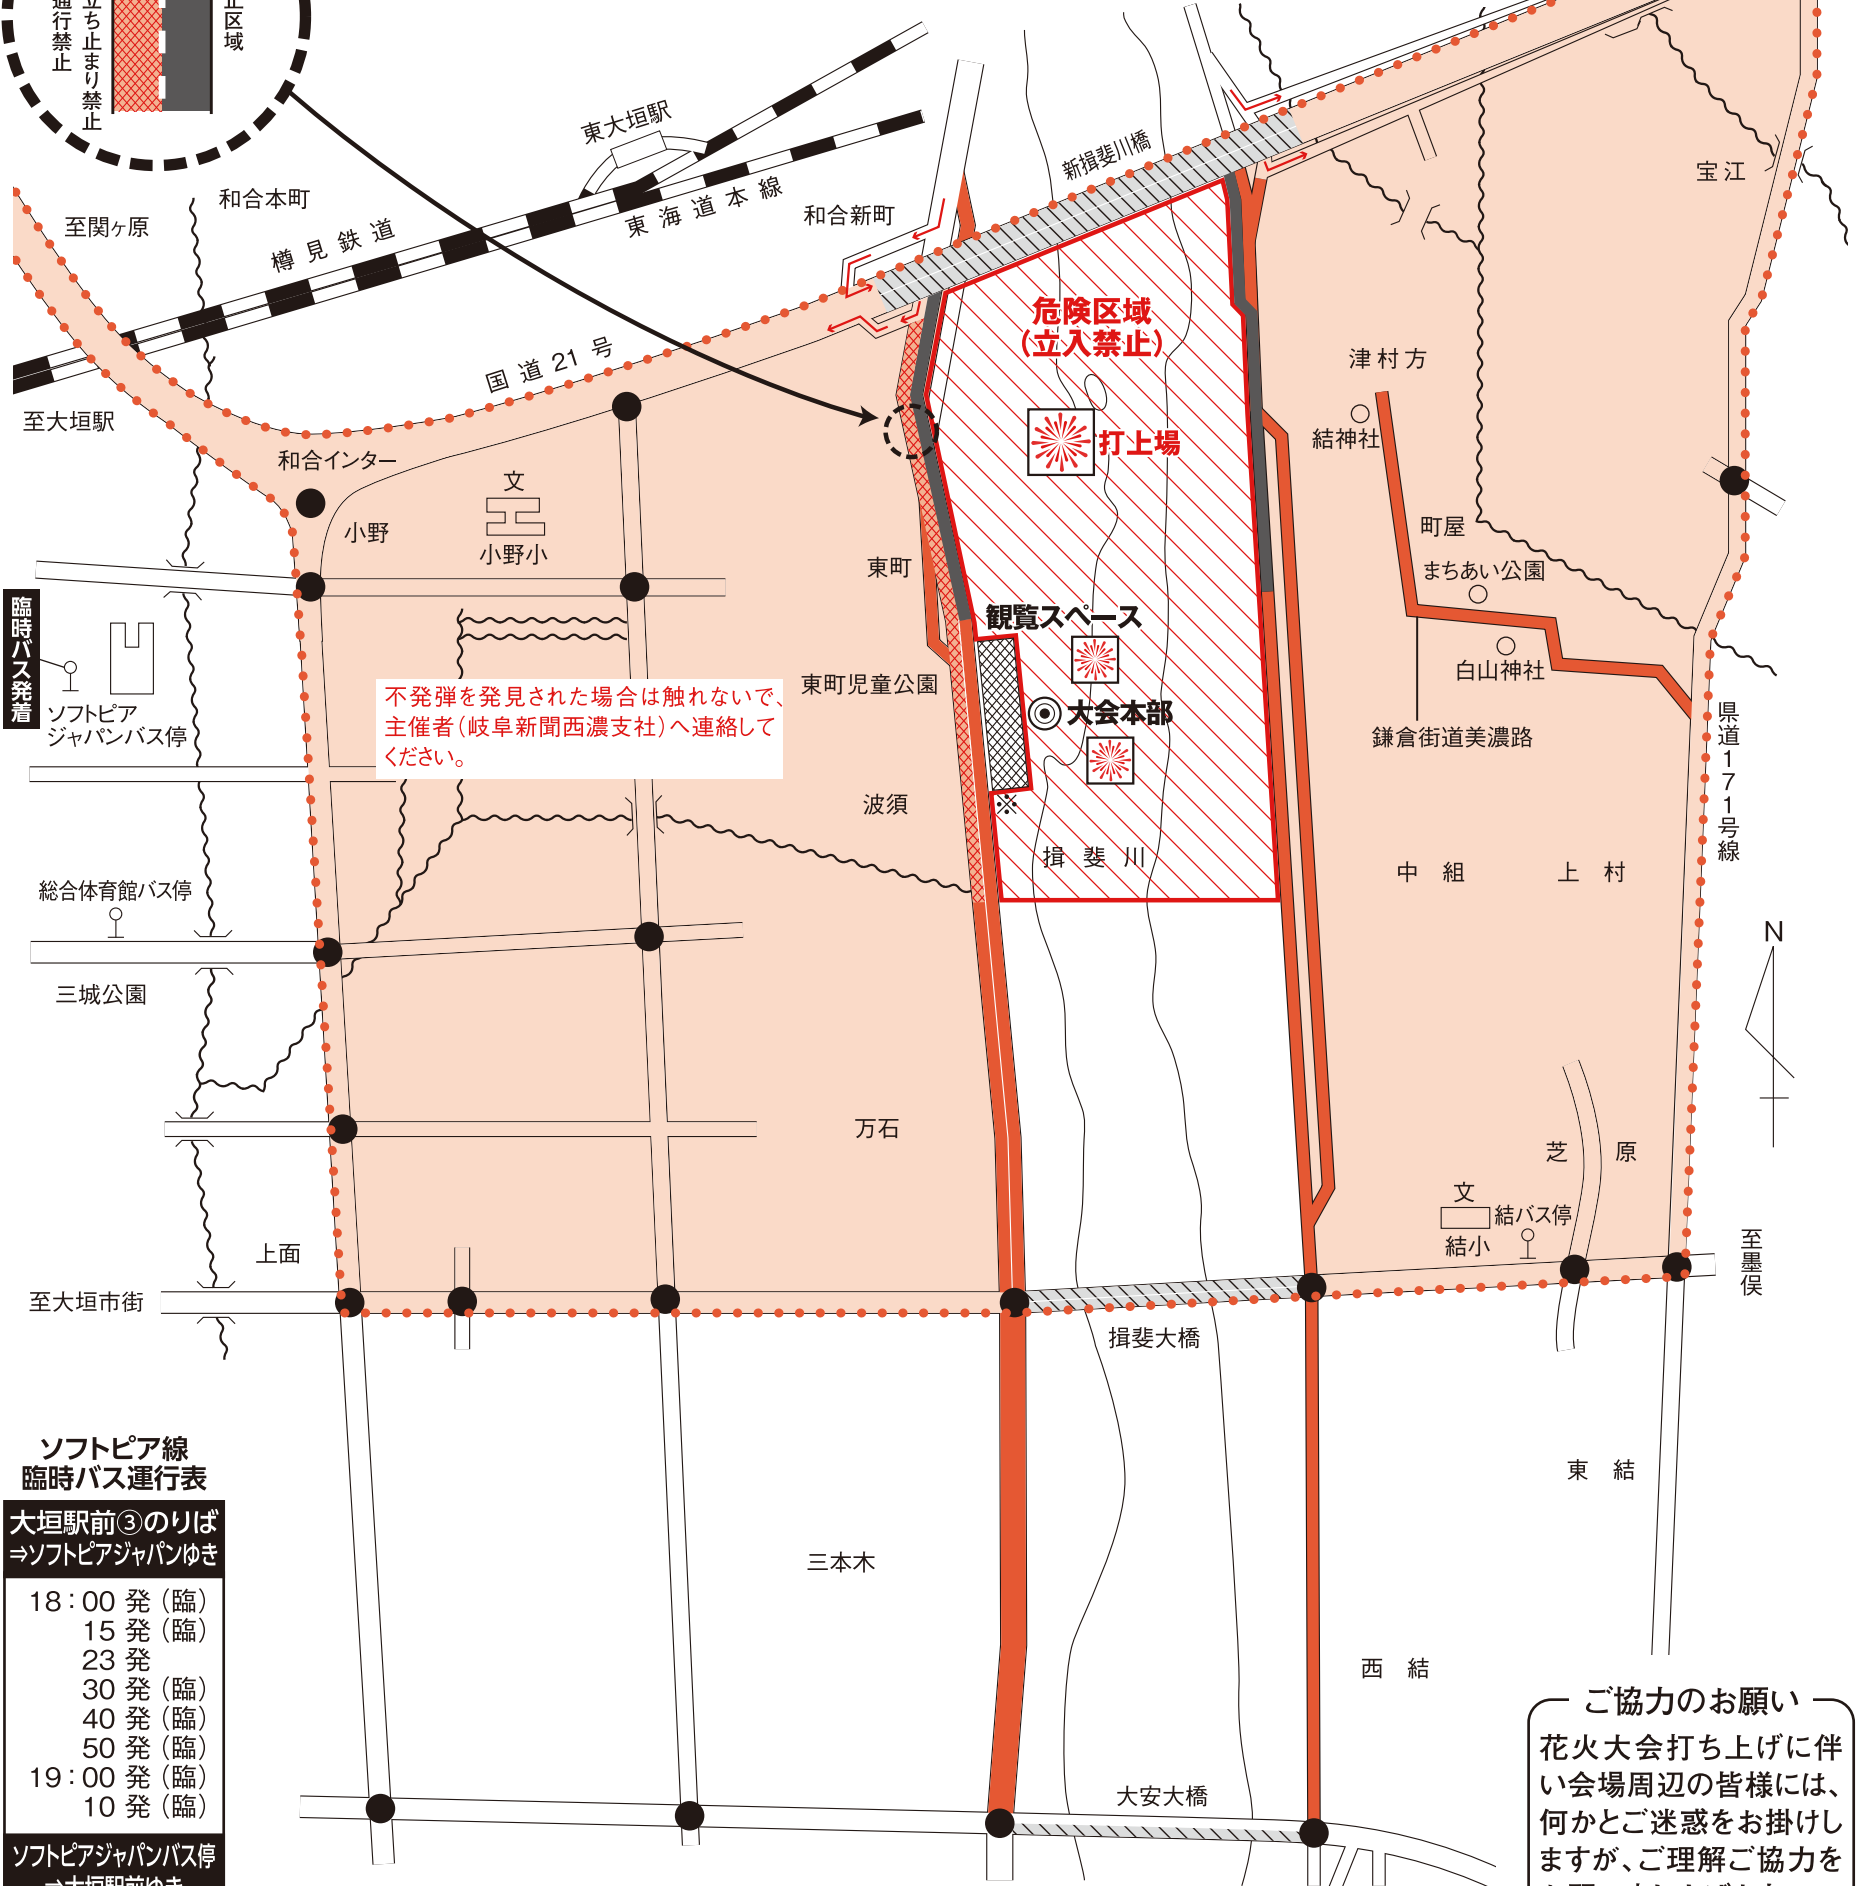 止区域
立ち止まり禁止
通行禁止
東大垣駅
新揖斐川橋
宝江
和合本町
至関ヶ原
樽見鉄道
東海道本線
和合新町
危険区域
(立入禁止)
国道21号
津村方
至大垣駅
結神社
打上場
和合インター
文
小野
小野小
町屋
東町
まちあい公園
臨時バス発着
観覧スペース
白山神社
東町児童公園
ソフトピア
ジャパンバス停
不発弾を発見された場合は触れないで、
主催者(岐阜新聞西濃支社)へ連絡して
ください。
大会本部
鎌倉街道美濃路
県道171号線
波須
※
揖斐川
中組
上村
総合体育館バス停
三城公園
N
万石
芝原
文
結バス停
結小
上面
至墨俣
至大垣市街
揖斐大橋
東結
ソフトピア線
臨時バス運行表
大垣駅前③のりば
⇒ソフトピアジャパンゆき
18:00 発(臨)
15 発(臨)
23 発
30 発(臨)
40 発(臨)
50 発(臨)
19:00 発(臨)
10 発(臨)
ソフトピアジャパンバス停
⇒大垣駅前ゆき
三本木
西結
大安大橋
ご協力のお願い
花火大会打ち上げに伴
い会場周辺の皆様には、
何かとご迷惑をお掛けし
ますが、ご理解ご協力を